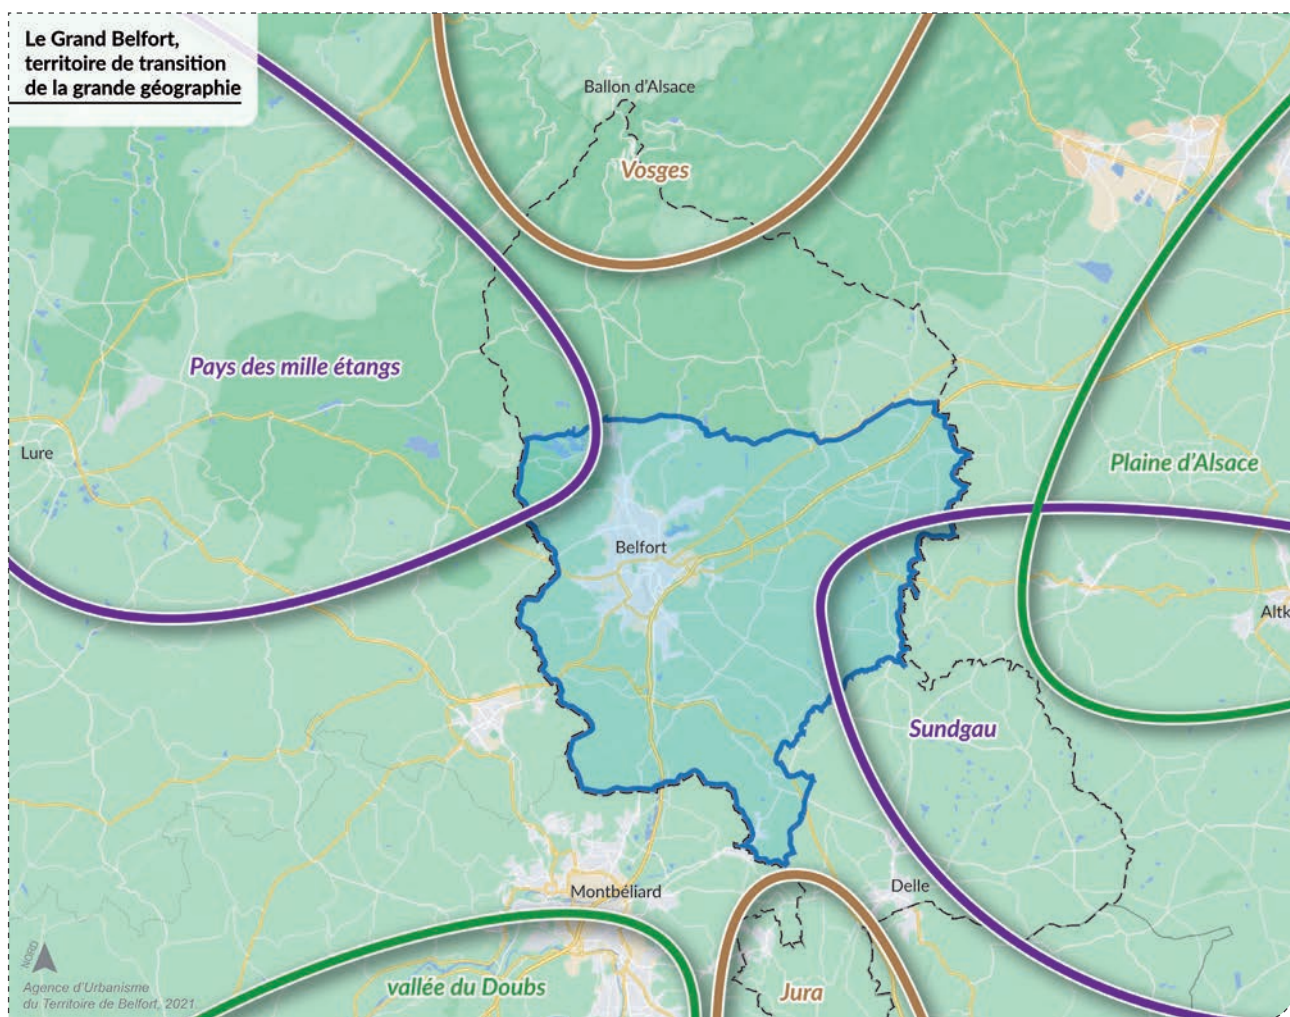 Le Grand Belfort,
territoire de transition
de la grande géographie
Ballon d'Alsace
Vosges
Pays des mille étangs
Lure
Plaine d'Alsace
Belfort
Altk
Sundgau
Montbéliard
Delle
vallée du Doubs
Jura
NORD
Agence d'Urbanisme
du Territoire de Belfort, 2021.